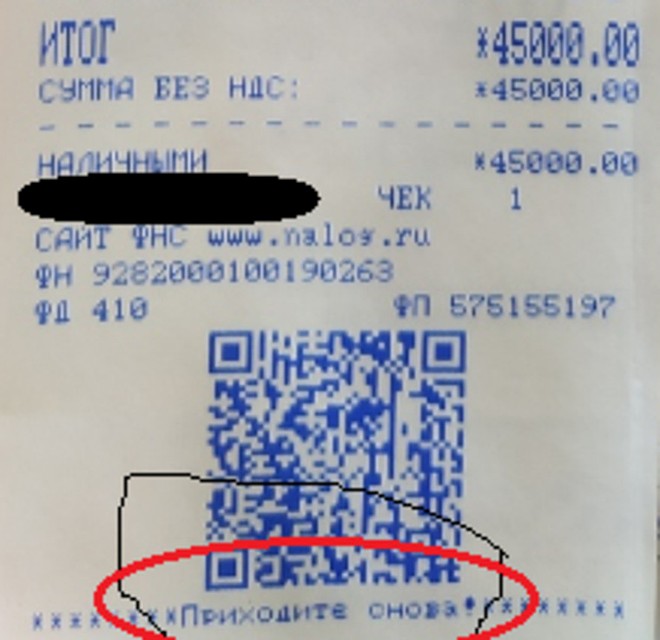 ИТОГ *45000.00
СУММА БЕЗ НДС: *45000.00
НАЛИЧНЫМИ *45000.00
ЧЕК 1
САЙТ ФНС www.nalog.ru
ФН 9282000100190263
ФД 410 ФП 575155197
********Приходите снова!********